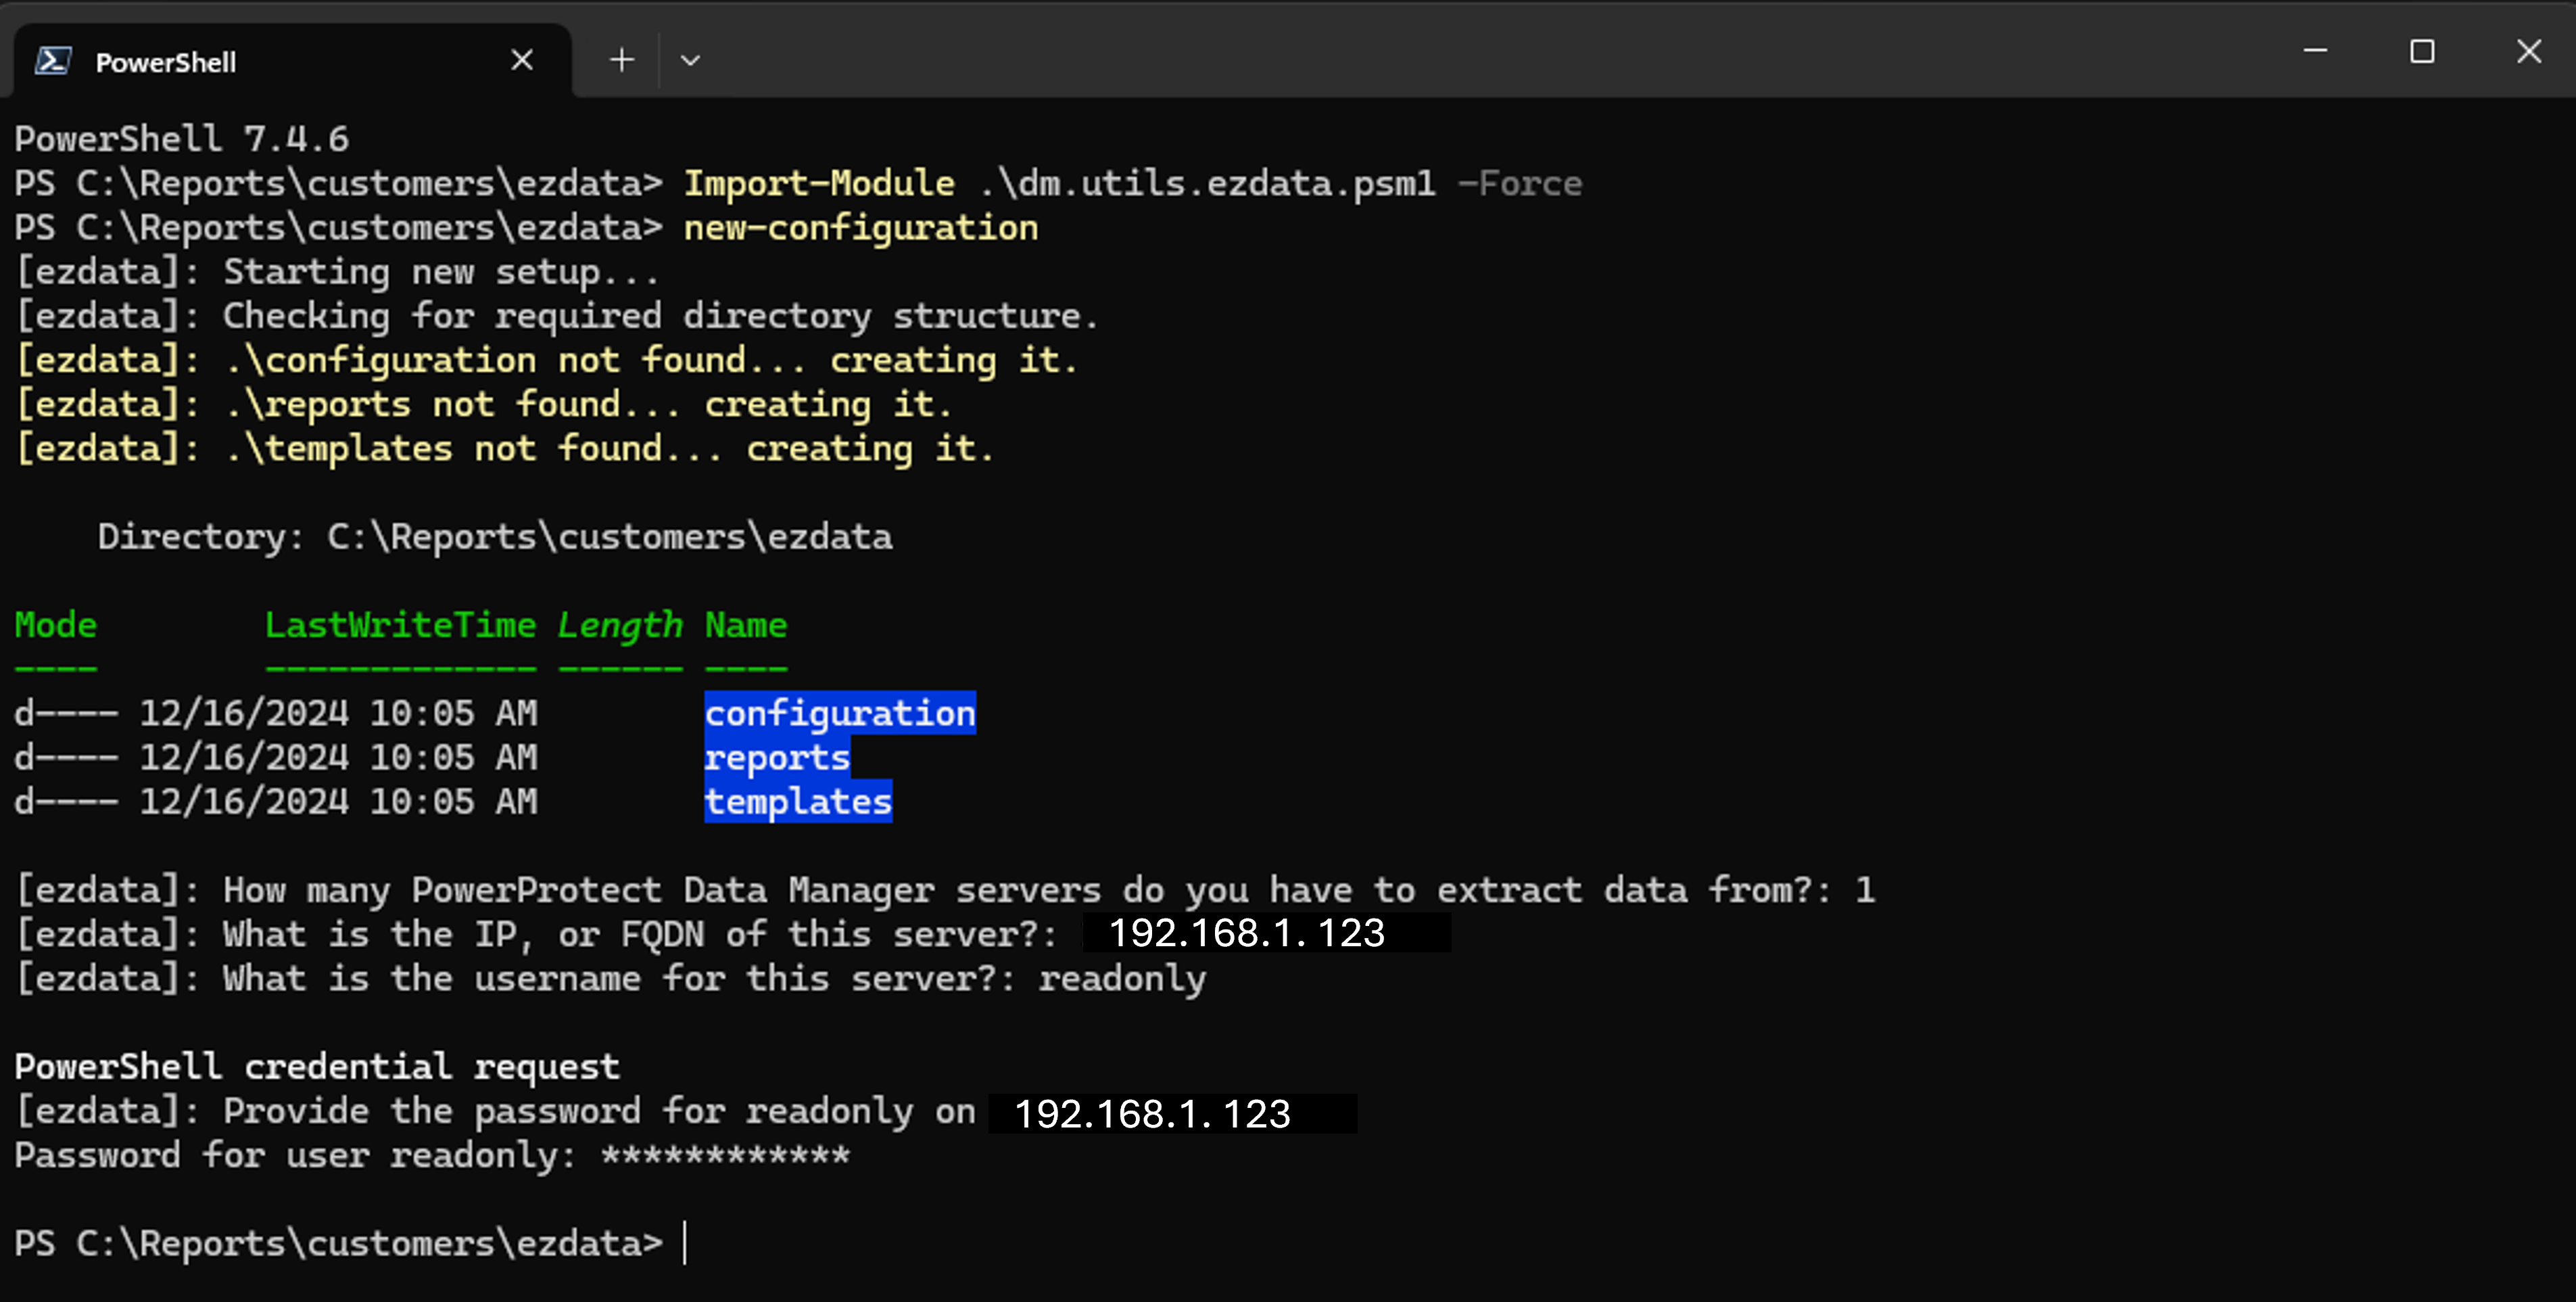 PowerShell
PowerShell 7.4.6
PS C:\Reports\customers\ezdata> Import-Module .\dm.utils.ezdata.psm1 -Force
PS C:\Reports\customers\ezdata> new-configuration
[ezdata]: Starting new setup...
[ezdata]: Checking for required directory structure.
[ezdata]: .\configuration not found... creating it.
[ezdata]: .\reports not found... creating it.
[ezdata]: .\templates not found... creating it.
    Directory: C:\Reports\customers\ezdata
Mode        LastWriteTime Length Name
----        ------------- ------ ----
d---- 12/16/2024 10:05 AM        configuration
d---- 12/16/2024 10:05 AM        reports
d---- 12/16/2024 10:05 AM        templates
[ezdata]: How many PowerProtect Data Manager servers do you have to extract data from?: 1
[ezdata]: What is the IP, or FQDN of this server?: 192.168.1. 123
[ezdata]: What is the username for this server?: readonly
PowerShell credential request
[ezdata]: Provide the password for readonly on 192.168.1. 123
Password for user readonly: ************
PS C:\Reports\customers\ezdata>